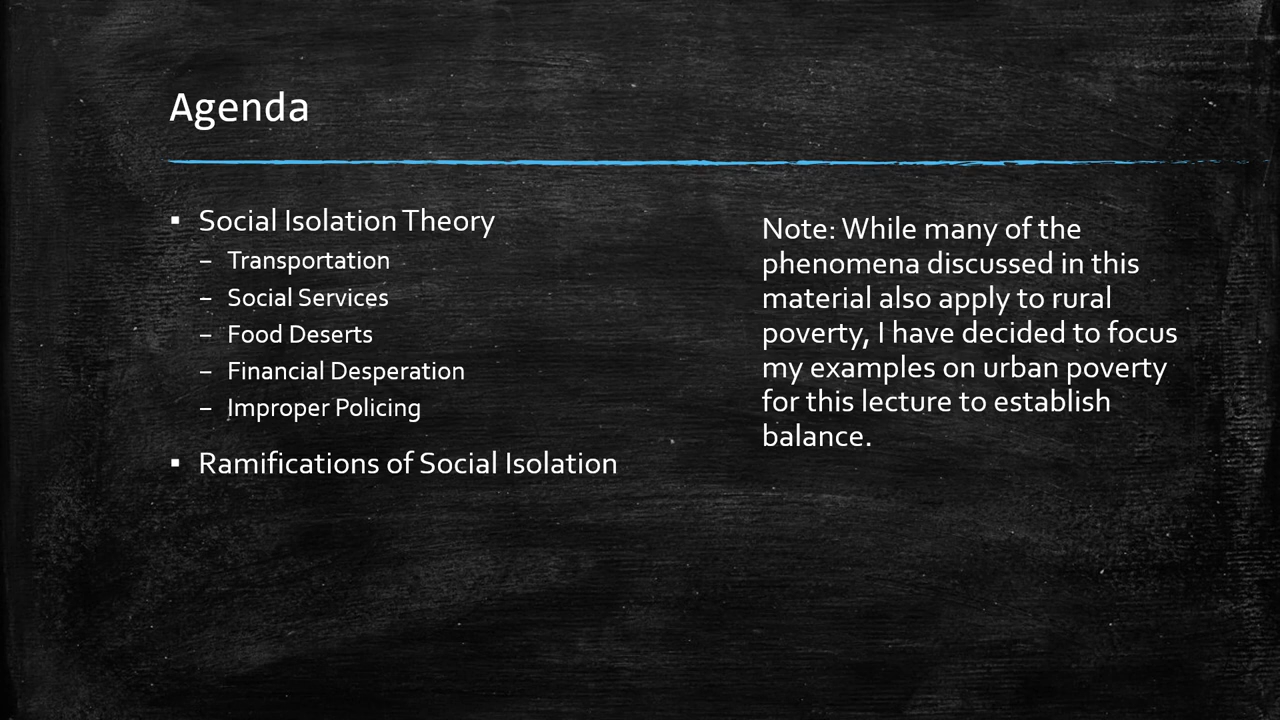 Agenda
▪ Social Isolation Theory
– Transportation
– Social Services
– Food Deserts
– Financial Desperation
– Improper Policing
▪ Ramifications of Social Isolation
Note: While many of the
phenomena discussed in this
material also apply to rural
poverty, I have decided to focus
my examples on urban poverty
for this lecture to establish
balance.